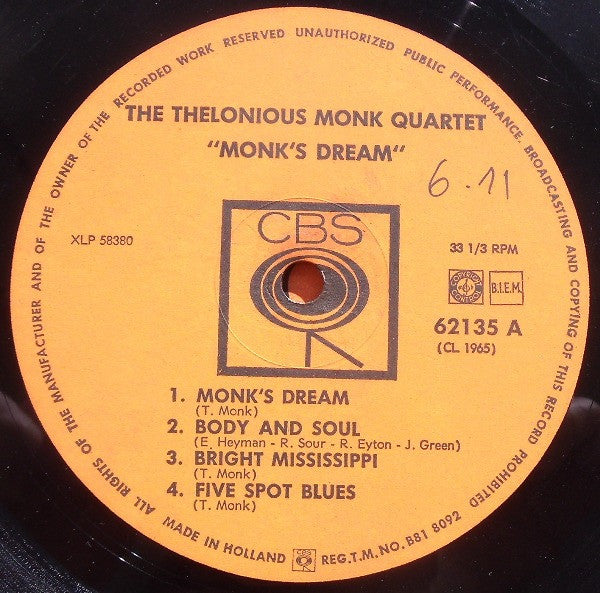 ALL RIGHTS OF THE MANUFACTURER AND OF THE OWNER OF THE RECORDED WORK RESERVED UNAUTHORIZED PUBLIC PERFORMANCE. BROADCASTING AND COPYING OF THIS RECORD PROHIBITED
THE THELONIOUS MONK QUARTET
"MONK'S DREAM"
6.11
CBS
XLP 58380
33 1/3 RPM
COPYRIGHT CONTROL
B.I.E.M.
62135 A
(CL 1965)
1. MONK'S DREAM
(T. Monk)
2. BODY AND SOUL
(E. Heyman - R. Sour - R. Eyton - J. Green)
3. BRIGHT MISSISSIPPI
(T. Monk)
4. FIVE SPOT BLUES
(T. Monk)
MADE IN HOLLAND CBS REG.T.M.NO.B81 8092